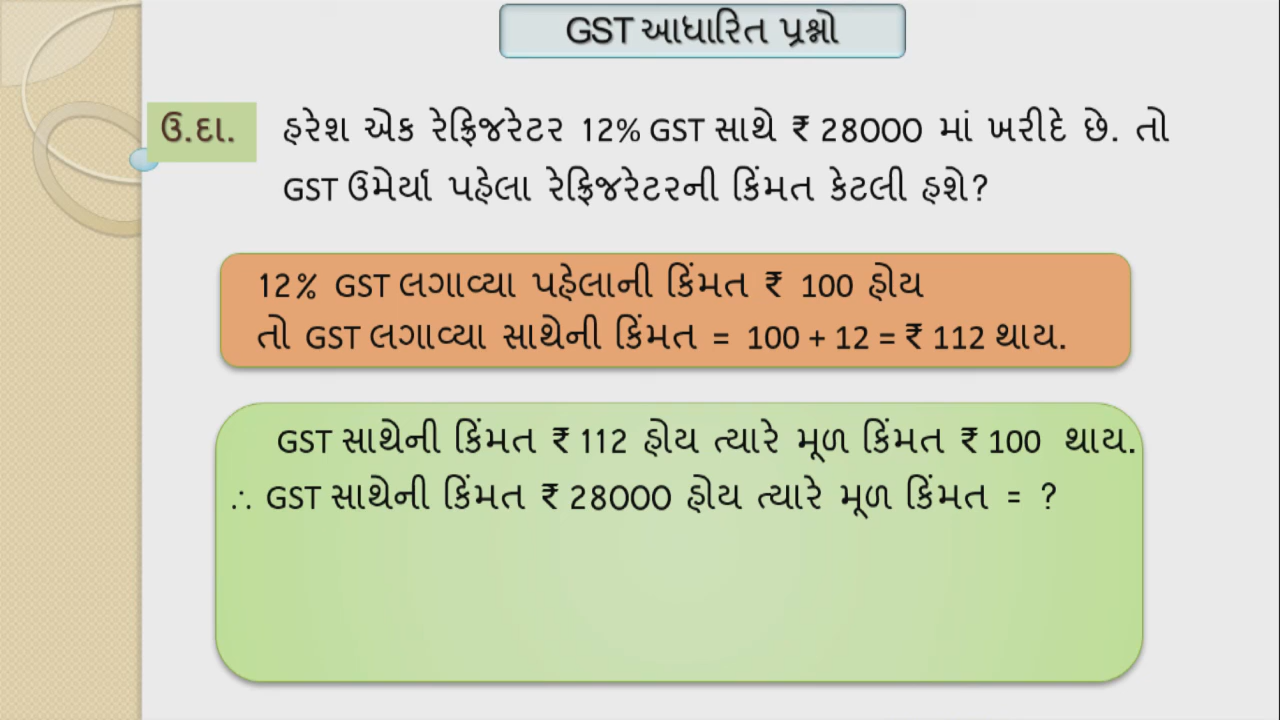 GST આધારિત પ્રશ્નો
ઉ.દા. હરેશ એક રેફ્રિજરેટર 12% GST સાથે ₹ 28000 માં ખરીદે છે. તો
GST ઉમેર્યા પહેલા રેફ્રિજરેટરની કિંમત કેટલી હશે?
12% GST લગાવ્યા પહેલાની કિંમત ₹ 100 હોય
તો GST લગાવ્યા સાથેની કિંમત = 100 + 12 = ₹ 112 થાય.
GST સાથેની કિંમત ₹ 112 હોય ત્યારે મૂળ કિંમત ₹ 100 થાય.
∴ GST સાથેની કિંમત ₹ 28000 હોય ત્યારે મૂળ કિંમત = ?